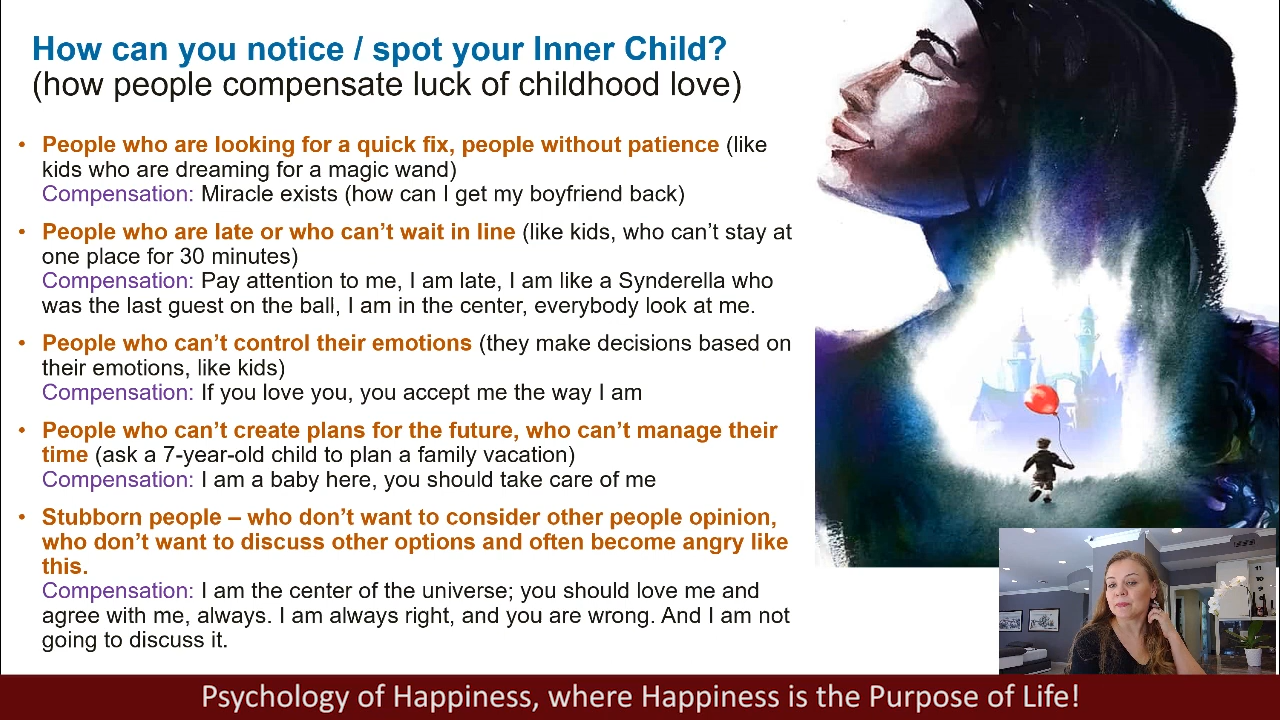 How can you notice / spot your Inner Child?
(how people compensate luck of childhood love)
• People who are looking for a quick fix, people without patience (like
kids who are dreaming for a magic wand)
Compensation: Miracle exists (how can I get my boyfriend back)
• People who are late or who can’t wait in line (like kids, who can’t stay at
one place for 30 minutes)
Compensation: Pay attention to me, I am late, I am like a Synderella who
was the last guest on the ball, I am in the center, everybody look at me.
• People who can’t control their emotions (they make decisions based on
their emotions, like kids)
Compensation: If you love you, you accept me the way I am
• People who can’t create plans for the future, who can’t manage their
time (ask a 7-year-old child to plan a family vacation)
Compensation: I am a baby here, you should take care of me
• Stubborn people – who don’t want to consider other people opinion,
who don’t want to discuss other options and often become angry like
this.
Compensation: I am the center of the universe; you should love me and
agree with me, always. I am always right, and you are wrong. And I am not
going to discuss it.
Psychology of Happiness, where Happiness is the Purpose of Life!